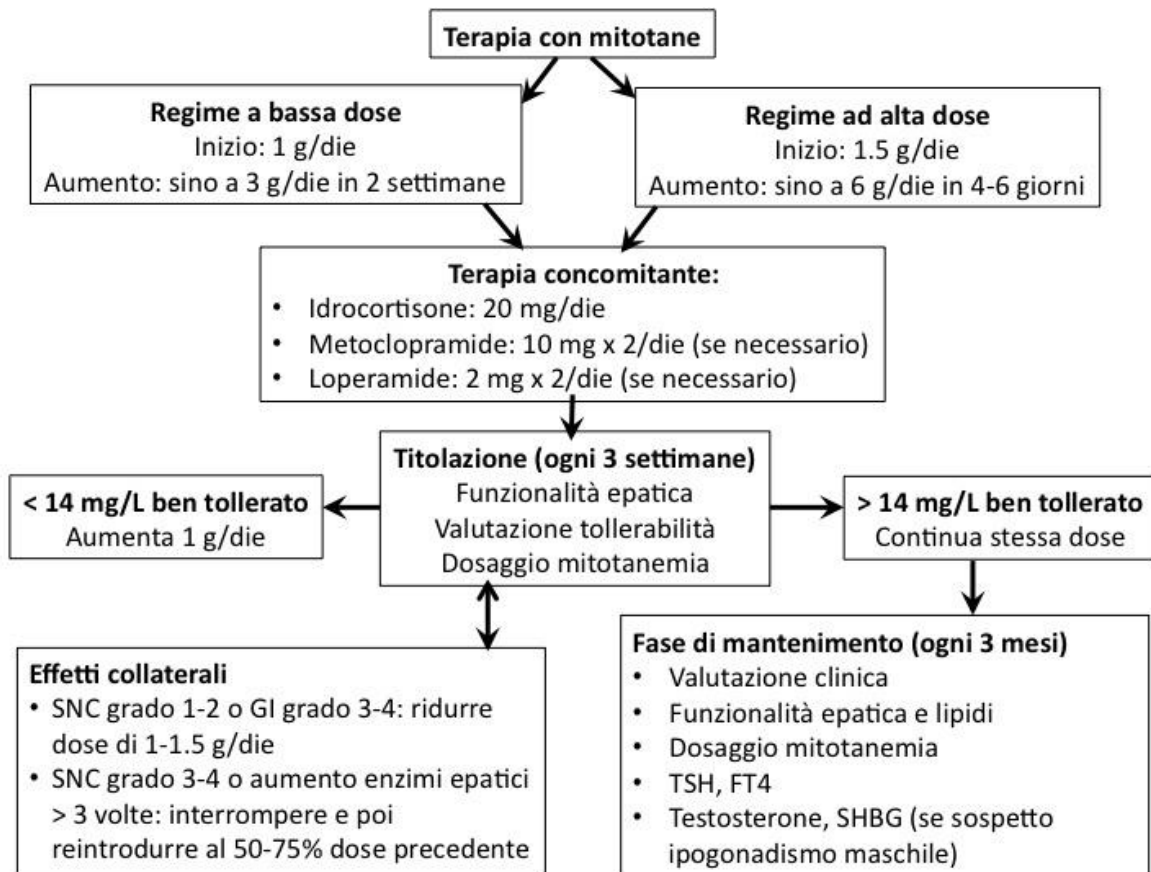 Terapia con mitotane
Regime a bassa dose
Inizio: 1 g/die
Aumento: sino a 3 g/die in 2 settimane
Regime ad alta dose
Inizio: 1.5 g/die
Aumento: sino a 6 g/die in 4-6 giorni
Terapia concomitante:
• Idrocortisone: 20 mg/die
• Metoclopramide: 10 mg x 2/die (se necessario)
• Loperamide: 2 mg x 2/die (se necessario)
Titolazione (ogni 3 settimane)
Funzionalità epatica
Valutazione tollerabilità
Dosaggio mitotanemia
< 14 mg/L ben tollerato
Aumenta 1 g/die
> 14 mg/L ben tollerato
Continua stessa dose
Effetti collaterali
• SNC grado 1-2 o GI grado 3-4: ridurre
dose di 1-1.5 g/die
• SNC grado 3-4 o aumento enzimi epatici
> 3 volte: interrompere e poi
reintrodurre al 50-75% dose precedente
Fase di mantenimento (ogni 3 mesi)
• Valutazione clinica
• Funzionalità epatica e lipidi
• Dosaggio mitotanemia
• TSH, FT4
• Testosterone, SHBG (se sospetto
ipogonadismo maschile)